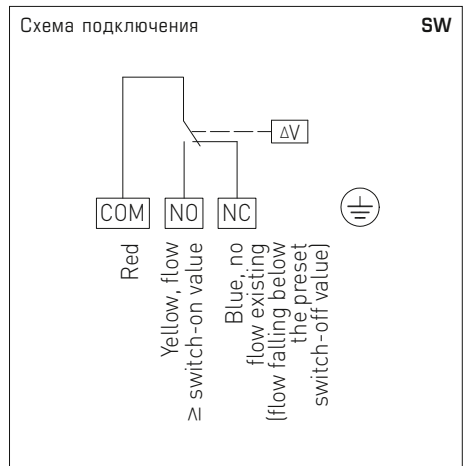 Схема подключения
SW
ΔV
COM
NO
NC
Red
Yellow, flow
≥ switch-on value
Blue, no
flow existing
(flow falling below
the preset
switch-off value)